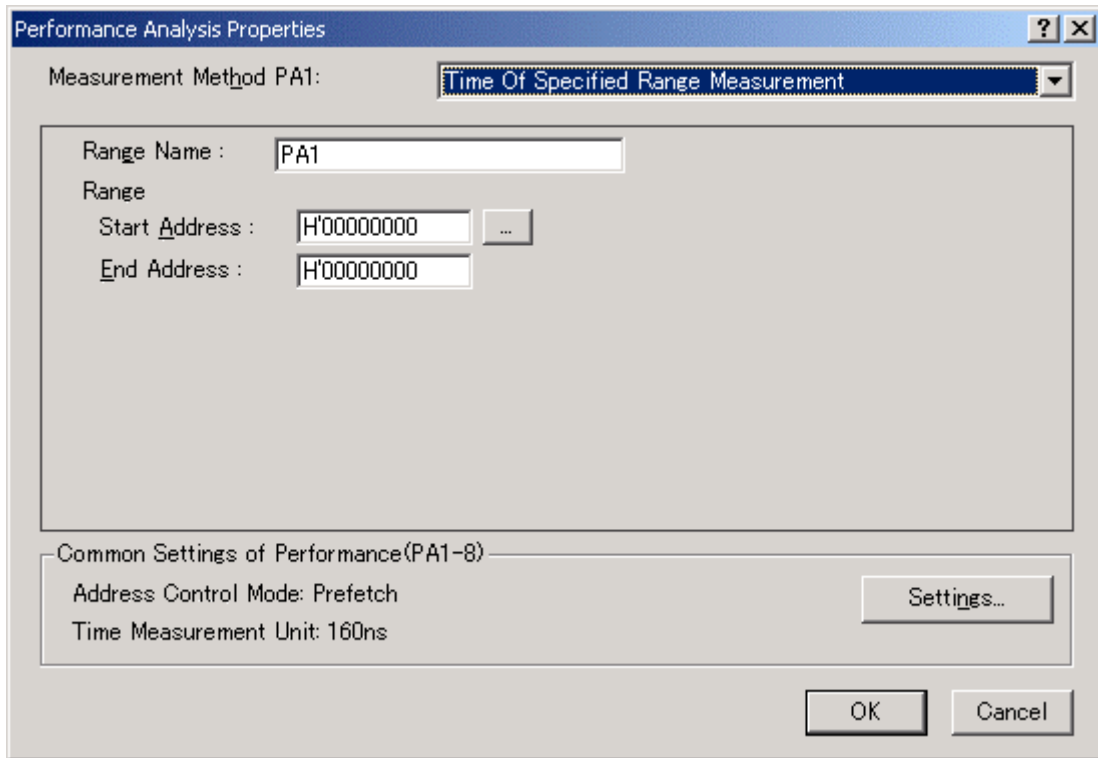 Performance Analysis Properties
Measurement Method PA1: Time Of Specified Range Measurement
Range Name : PA1
Range
Start Address : H'00000000 ...
End Address : H'00000000
Common Settings of Performance(PA1-8)
Address Control Mode: Prefetch
Settings...
Time Measurement Unit: 160ns
OK Cancel